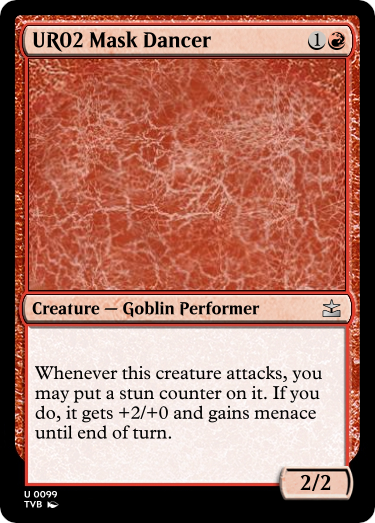 UR02 Mask Dancer 1
Creature — Goblin Performer
Whenever this creature attacks, you
may put a stun counter on it. If you
do, it gets +2/+0 and gains menace
until end of turn.
2/2
U 0099
TVB